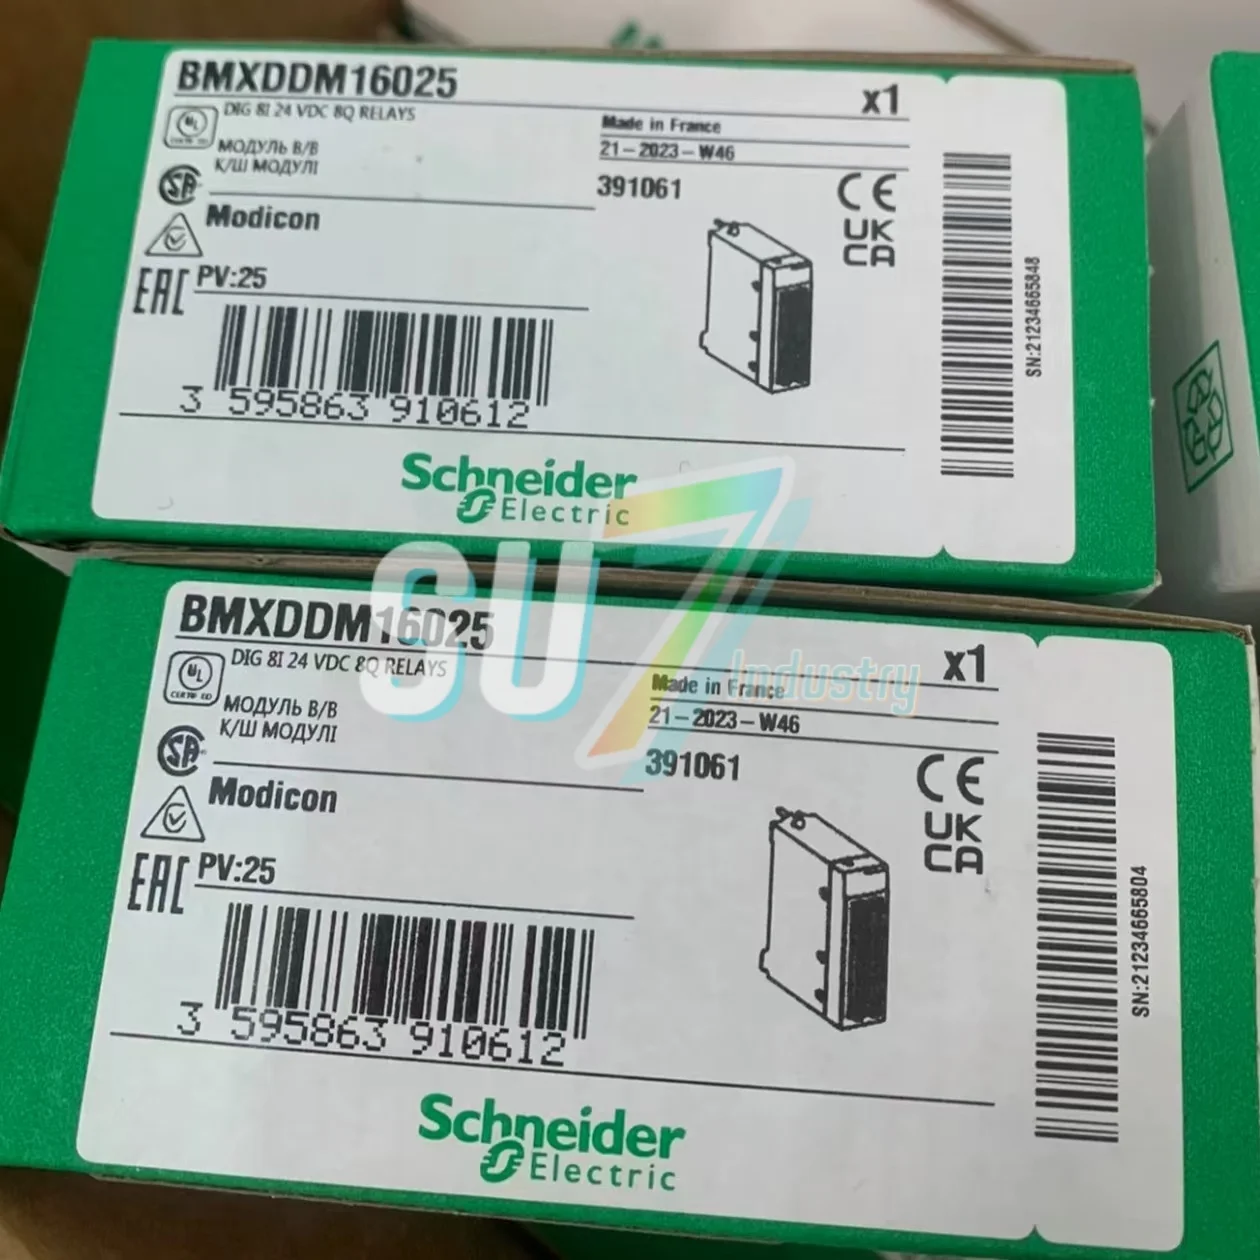 BMXDDM16025
x1
DIG 8I 24 VDC 8Q RELAYS
Made in France
21-2023-W46
МОДУЛЬ В/В
К/Ш МОДУЛІ
391061
Modicon
PV:25
3 595863 910612
SN:21234665848
CE
UK
CA
UL
EAC
Schneider
Electric
SU7
Industry
BMXDDM16025
x1
DIG 8I 24 VDC 8Q RELAYS
Made in France
21-2023-W46
МОДУЛЬ В/В
К/Ш МОДУЛІ
391061
Modicon
PV:25
3 595863 910612
SN:21234665804
CE
UK
CA
UL
EAC
Schneider
Electric